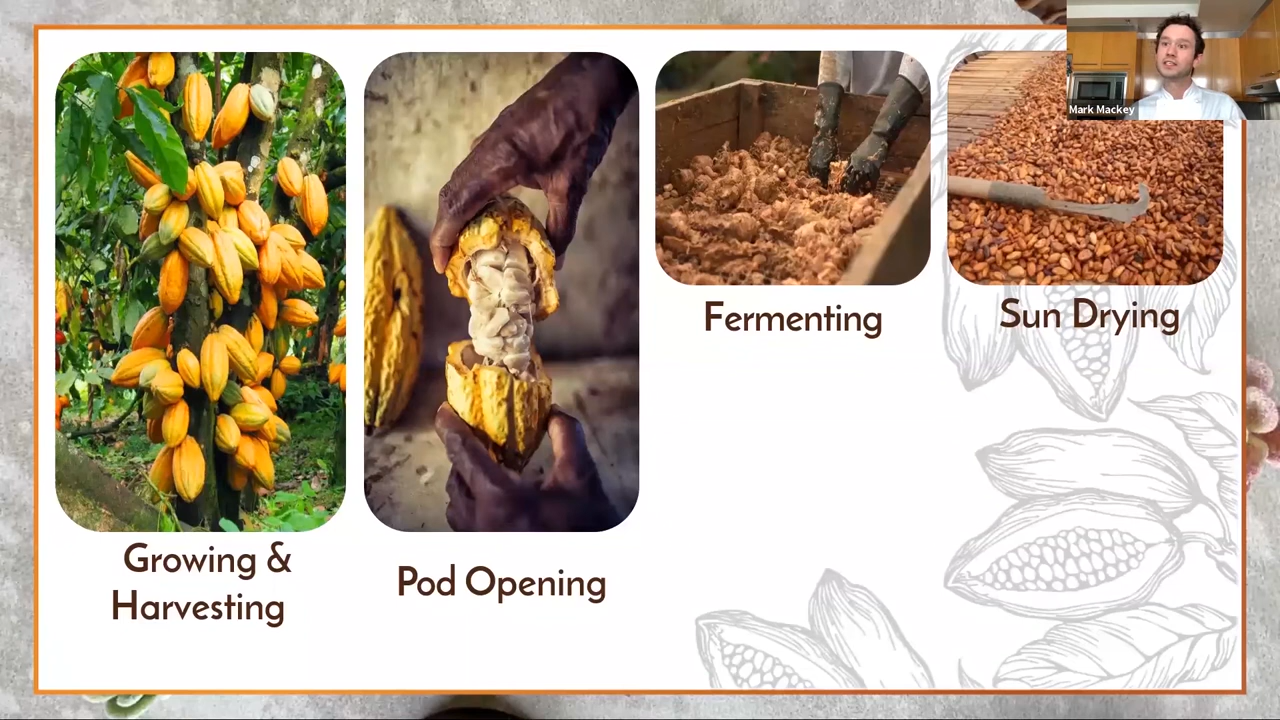 Mark Mackey
Fermenting
Sun Drying
Growing &
Harvesting
Pod Opening